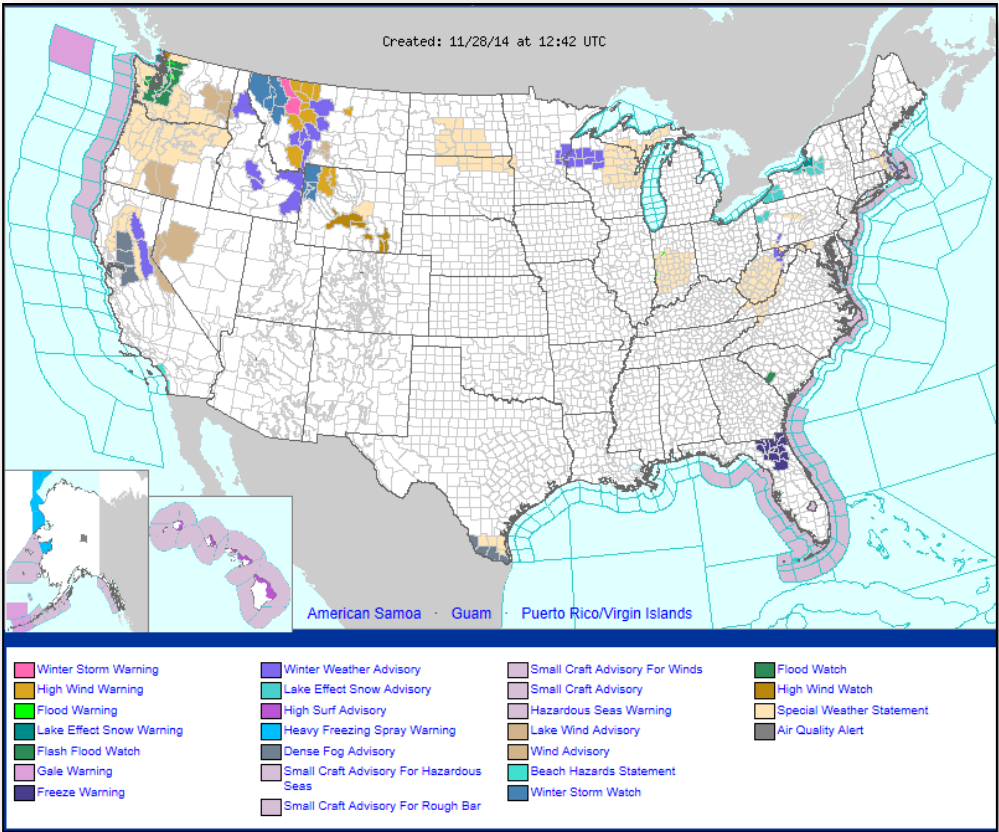 Created: 11/28/14 at 12:42 UTC
American Samoa · Guam · Puerto Rico/Virgin Islands
Winter Storm Warning
High Wind Warning
Flood Warning
Lake Effect Snow Warning
Flash Flood Watch
Gale Warning
Freeze Warning
Winter Weather Advisory
Lake Effect Snow Advisory
High Surf Advisory
Heavy Freezing Spray Warning
Dense Fog Advisory
Small Craft Advisory For Hazardous
Seas
Small Craft Advisory For Rough Bar
Small Craft Advisory For Winds
Small Craft Advisory
Hazardous Seas Warning
Lake Wind Advisory
Wind Advisory
Beach Hazards Statement
Winter Storm Watch
Flood Watch
High Wind Watch
Special Weather Statement
Air Quality Alert